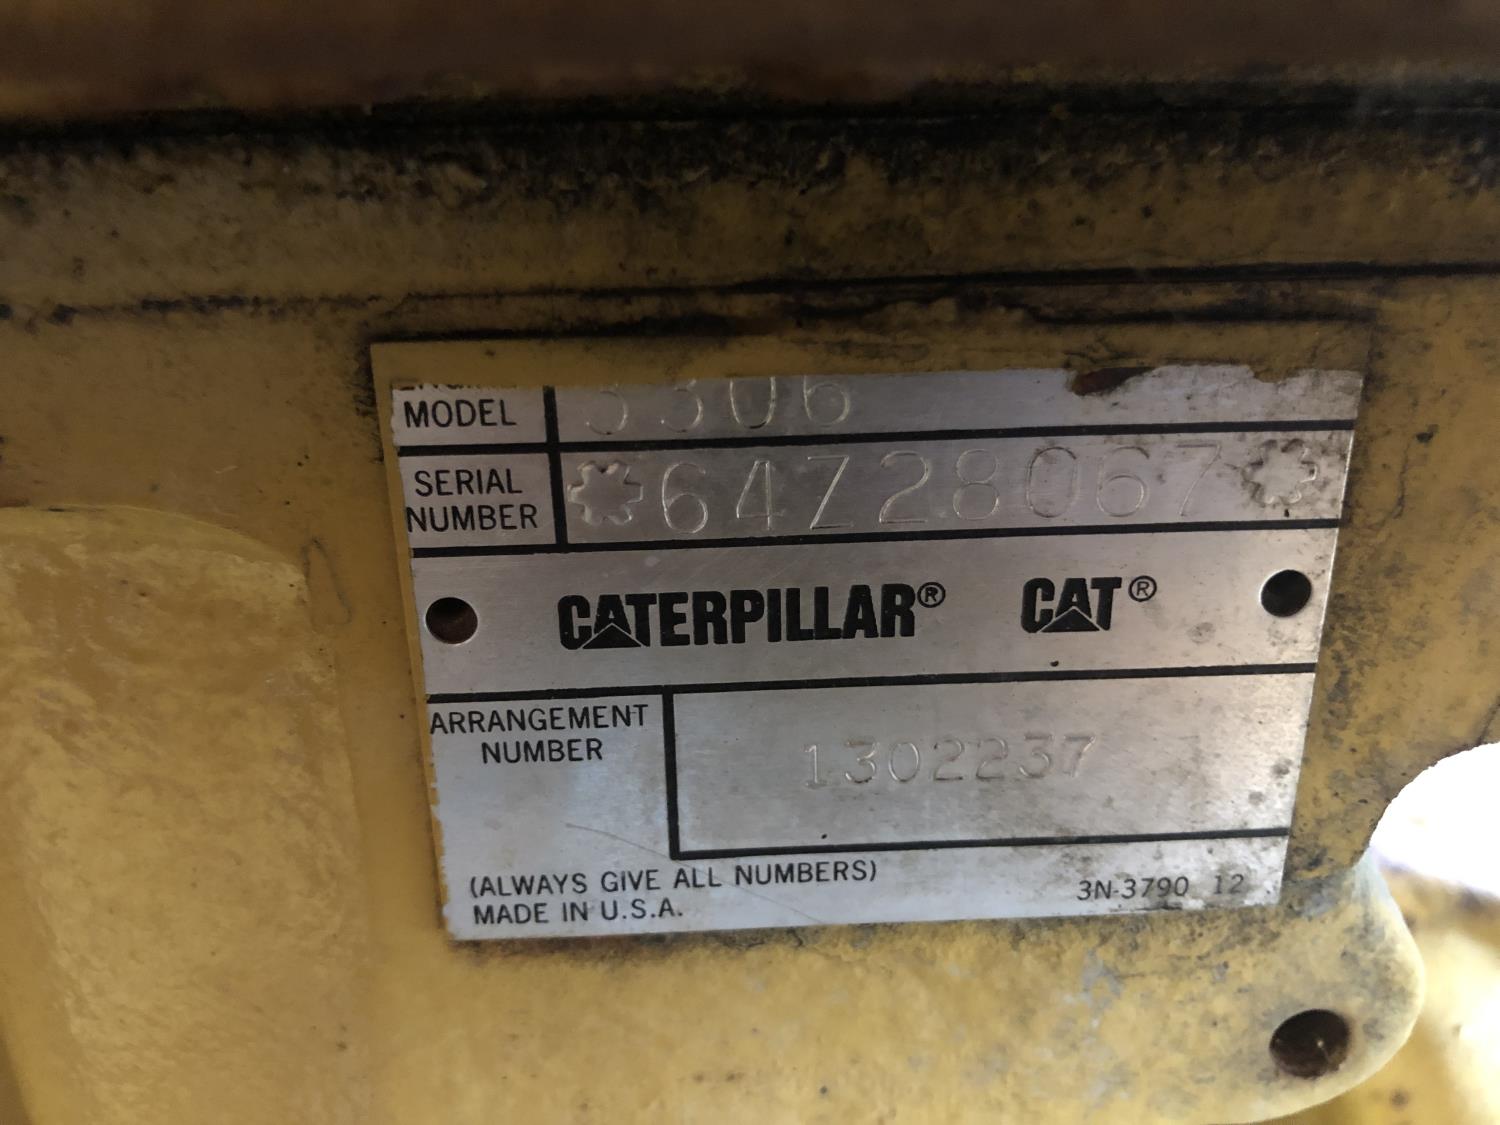 ENGINE
MODEL 3306
SERIAL
NUMBER *64Z28067*
CATERPILLAR® CAT®
ARRANGEMENT
NUMBER 1302237
(ALWAYS GIVE ALL NUMBERS)
MADE IN U.S.A.
3N-3790 12